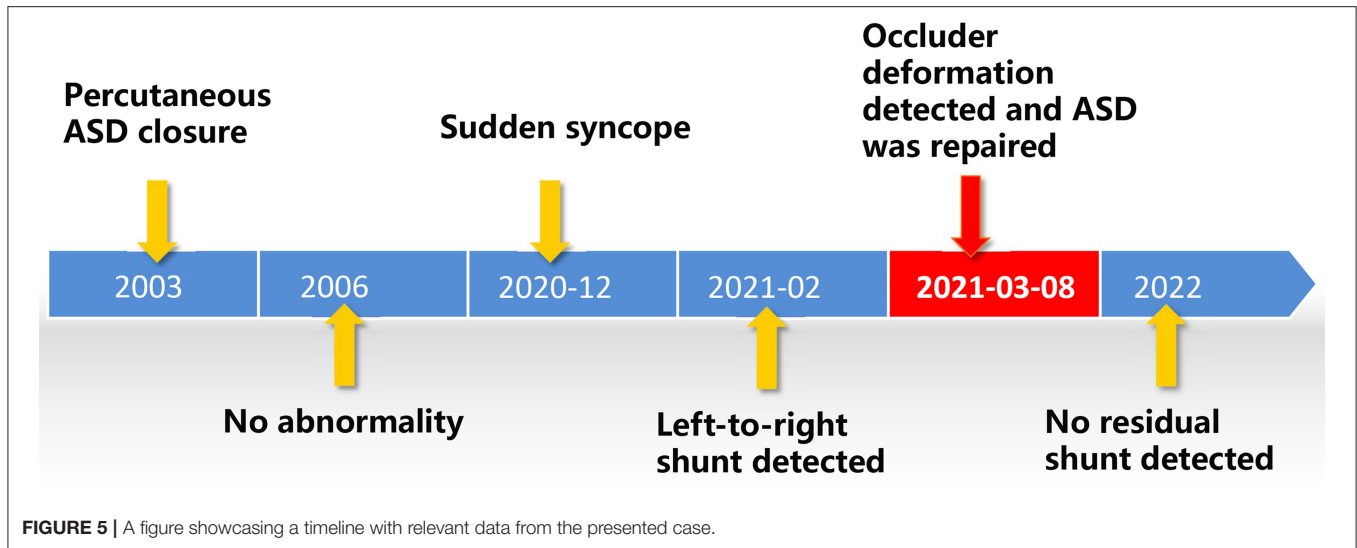 Percutaneous
ASD closure
Sudden syncope
Occluder
deformation
detected and ASD
was repaired
2003
2006
2020-12
2021-02
2021-03-08
2022
No abnormality
Left-to-right
shunt detected
No residual
shunt detected
FIGURE 5 | A figure showcasing a timeline with relevant data from the presented case.